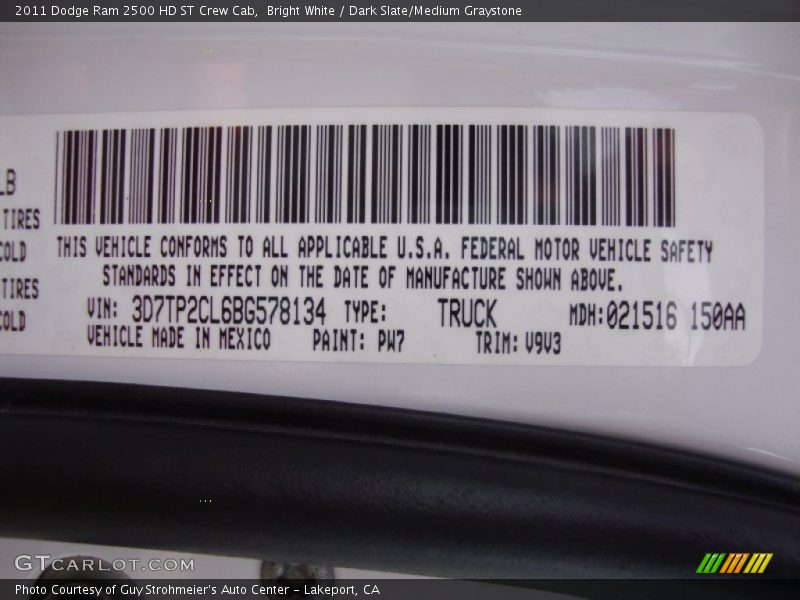 2011 Dodge Ram 2500 HD ST Crew Cab,  Bright White / Dark Slate/Medium Graystone
LB
TIRES
COLD
TIRES
COLD
THIS VEHICLE CONFORMS TO ALL APPLICABLE U.S.A. FEDERAL MOTOR VEHICLE SAFETY
STANDARDS IN EFFECT ON THE DATE OF MANUFACTURE SHOWN ABOVE.
VIN: 3D7TP2CL6BG578134 TYPE: TRUCK MDH:021516 150AA
VEHICLE MADE IN MEXICO PAINT: PW7 TRIM: V9V3
GTCARLOT.COM
Photo Courtesy of Guy Strohmeier's Auto Center - Lakeport, CA